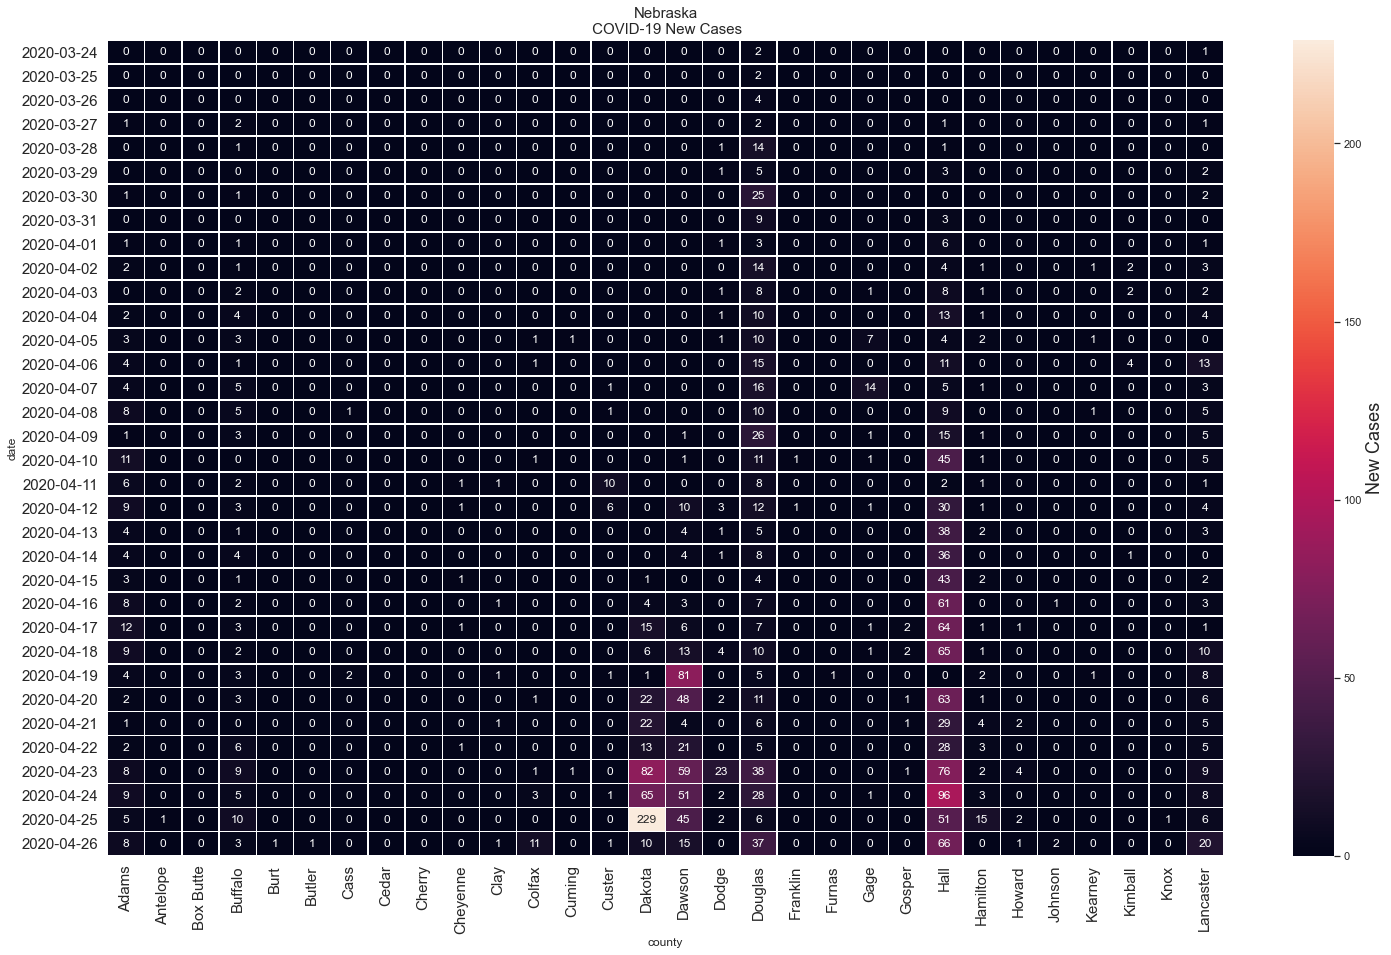 Nebraska
COVID-19 New Cases
2020-03-24 0 0 0 0 0 0 0 0 0 0 0 0 0 0 0 0 0 2 0 0 0 0 0 0 0 0 0 0 0 1
2020-03-25 0 0 0 0 0 0 0 0 0 0 0 0 0 0 0 0 0 2 0 0 0 0 0 0 0 0 0 0 0 0
2020-03-26 0 0 0 0 0 0 0 0 0 0 0 0 0 0 0 0 0 4 0 0 0 0 0 0 0 0 0 0 0 0
2020-03-27 1 0 0 2 0 0 0 0 0 0 0 0 0 0 0 0 0 2 0 0 0 0 1 0 0 0 0 0 0 1
2020-03-28 0 0 0 1 0 0 0 0 0 0 0 0 0 0 0 0 1 14 0 0 0 0 1 0 0 0 0 0 0 0
2020-03-29 0 0 0 0 0 0 0 0 0 0 0 0 0 0 0 0 1 5 0 0 0 0 3 0 0 0 0 0 0 2
2020-03-30 1 0 0 1 0 0 0 0 0 0 0 0 0 0 0 0 0 25 0 0 0 0 0 0 0 0 0 0 0 2
2020-03-31 0 0 0 0 0 0 0 0 0 0 0 0 0 0 0 0 0 9 0 0 0 0 3 0 0 0 0 0 0 0
2020-04-01 1 0 0 1 0 0 0 0 0 0 0 0 0 0 0 0 1 3 0 0 0 0 6 0 0 0 0 0 0 1
2020-04-02 2 0 0 1 0 0 0 0 0 0 0 0 0 0 0 0 0 14 0 0 0 0 4 1 0 0 1 2 0 3
2020-04-03 0 0 0 2 0 0 0 0 0 0 0 0 0 0 0 0 1 8 0 0 1 0 8 1 0 0 0 2 0 2
2020-04-04 2 0 0 4 0 0 0 0 0 0 0 0 0 0 0 0 1 10 0 0 0 0 13 1 0 0 0 0 0 4
2020-04-05 3 0 0 3 0 0 0 0 0 0 0 1 1 0 0 0 1 10 0 0 7 0 4 2 0 0 1 0 0 0
2020-04-06 4 0 0 1 0 0 0 0 0 0 0 1 0 0 0 0 0 15 0 0 0 0 11 0 0 0 0 4 0 13
2020-04-07 4 0 0 5 0 0 0 0 0 0 0 0 0 1 0 0 0 16 0 0 14 0 5 1 0 0 0 0 0 3
2020-04-08 8 0 0 5 0 0 1 0 0 0 0 0 0 1 0 0 0 10 0 0 0 0 9 0 0 0 1 0 0 5
2020-04-09 1 0 0 3 0 0 0 0 0 0 0 0 0 0 0 1 0 26 0 0 1 0 15 1 0 0 0 0 0 5
2020-04-10 11 0 0 0 0 0 0 0 0 0 0 1 0 0 0 1 0 11 1 0 1 0 45 1 0 0 0 0 0 5
2020-04-11 6 0 0 2 0 0 0 0 0 1 1 0 0 10 0 0 0 8 0 0 0 0 2 1 0 0 0 0 0 1
2020-04-12 9 0 0 3 0 0 0 0 0 1 0 0 0 6 0 10 3 12 1 0 1 0 30 1 0 0 0 0 0 4
2020-04-13 4 0 0 1 0 0 0 0 0 0 0 0 0 0 0 4 1 5 0 0 0 0 38 2 0 0 0 0 0 3
2020-04-14 4 0 0 4 0 0 0 0 0 0 0 0 0 0 0 4 1 8 0 0 0 0 36 0 0 0 0 1 0 0
2020-04-15 3 0 0 1 0 0 0 0 0 1 0 0 0 0 1 0 0 4 0 0 0 0 43 2 0 0 0 0 0 2
2020-04-16 8 0 0 2 0 0 0 0 0 0 1 0 0 0 4 3 0 7 0 0 0 0 61 0 0 1 0 0 0 3
2020-04-17 12 0 0 3 0 0 0 0 0 1 0 0 0 0 15 6 0 7 0 0 1 2 64 1 1 0 0 0 0 1
2020-04-18 9 0 0 2 0 0 0 0 0 0 0 0 0 0 6 13 4 10 0 0 1 2 65 1 0 0 0 0 0 10
2020-04-19 4 0 0 3 0 0 2 0 0 0 1 0 0 1 1 81 0 5 0 1 0 0 0 2 0 0 1 0 0 8
2020-04-20 2 0 0 3 0 0 0 0 0 0 0 1 0 0 22 48 2 11 0 0 0 1 63 1 0 0 0 0 0 6
2020-04-21 1 0 0 0 0 0 0 0 0 0 1 0 0 0 22 4 0 6 0 0 0 1 29 4 2 0 0 0 0 5
2020-04-22 2 0 0 6 0 0 0 0 0 1 0 0 0 0 13 21 0 5 0 0 0 0 28 3 0 0 0 0 0 5
2020-04-23 8 0 0 9 0 0 0 0 0 0 0 1 1 0 82 59 23 38 0 0 0 1 76 2 4 0 0 0 0 9
2020-04-24 9 0 0 5 0 0 0 0 0 0 0 3 0 1 65 51 2 28 0 0 1 0 96 3 0 0 0 0 0 8
2020-04-25 5 1 0 10 0 0 0 0 0 0 0 0 0 0 229 45 2 6 0 0 0 0 51 15 2 0 0 0 1 6
2020-04-26 8 0 0 3 1 1 0 0 0 0 1 11 0 1 10 15 0 37 0 0 0 0 66 0 1 2 0 0 0 20
date
Adams
Antelope
Box Butte
Buffalo
Burt
Butler
Cass
Cedar
Cherry
Cheyenne
Clay
Colfax
Cuming
Custer
Dakota
Dawson
Dodge
Douglas
Franklin
Furnas
Gage
Gosper
Hall
Hamilton
Howard
Johnson
Kearney
Kimball
Knox
Lancaster
county
200
150
100
50
0
New Cases